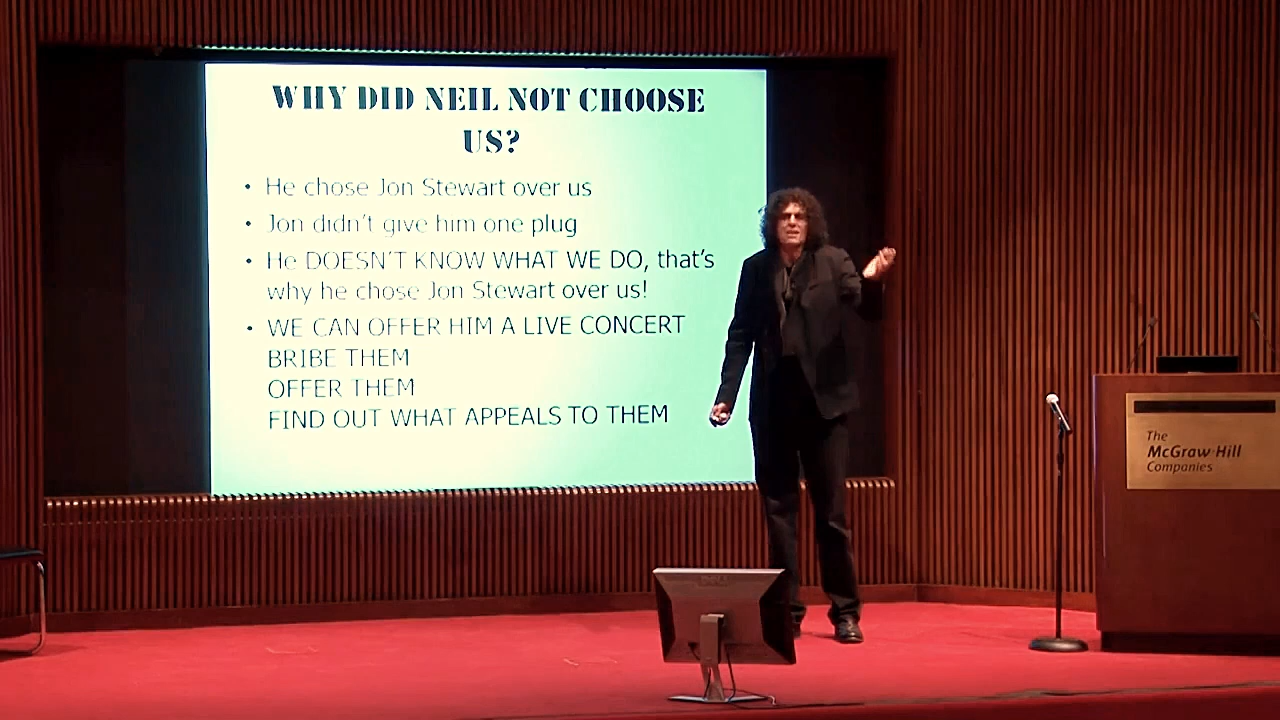 WHY DID NEIL NOT CHOOSE
US?
• He chose Jon Stewart over us
• Jon didn't give him one plug
• He DOESN'T KNOW WHAT WE DO, that's
why he chose Jon Stewart over us!
• WE CAN OFFER HIM A LIVE CONCERT
BRIBE THEM
OFFER THEM
FIND OUT WHAT APPEALS TO THEM
The
McGraw·Hill
Companies
DELL